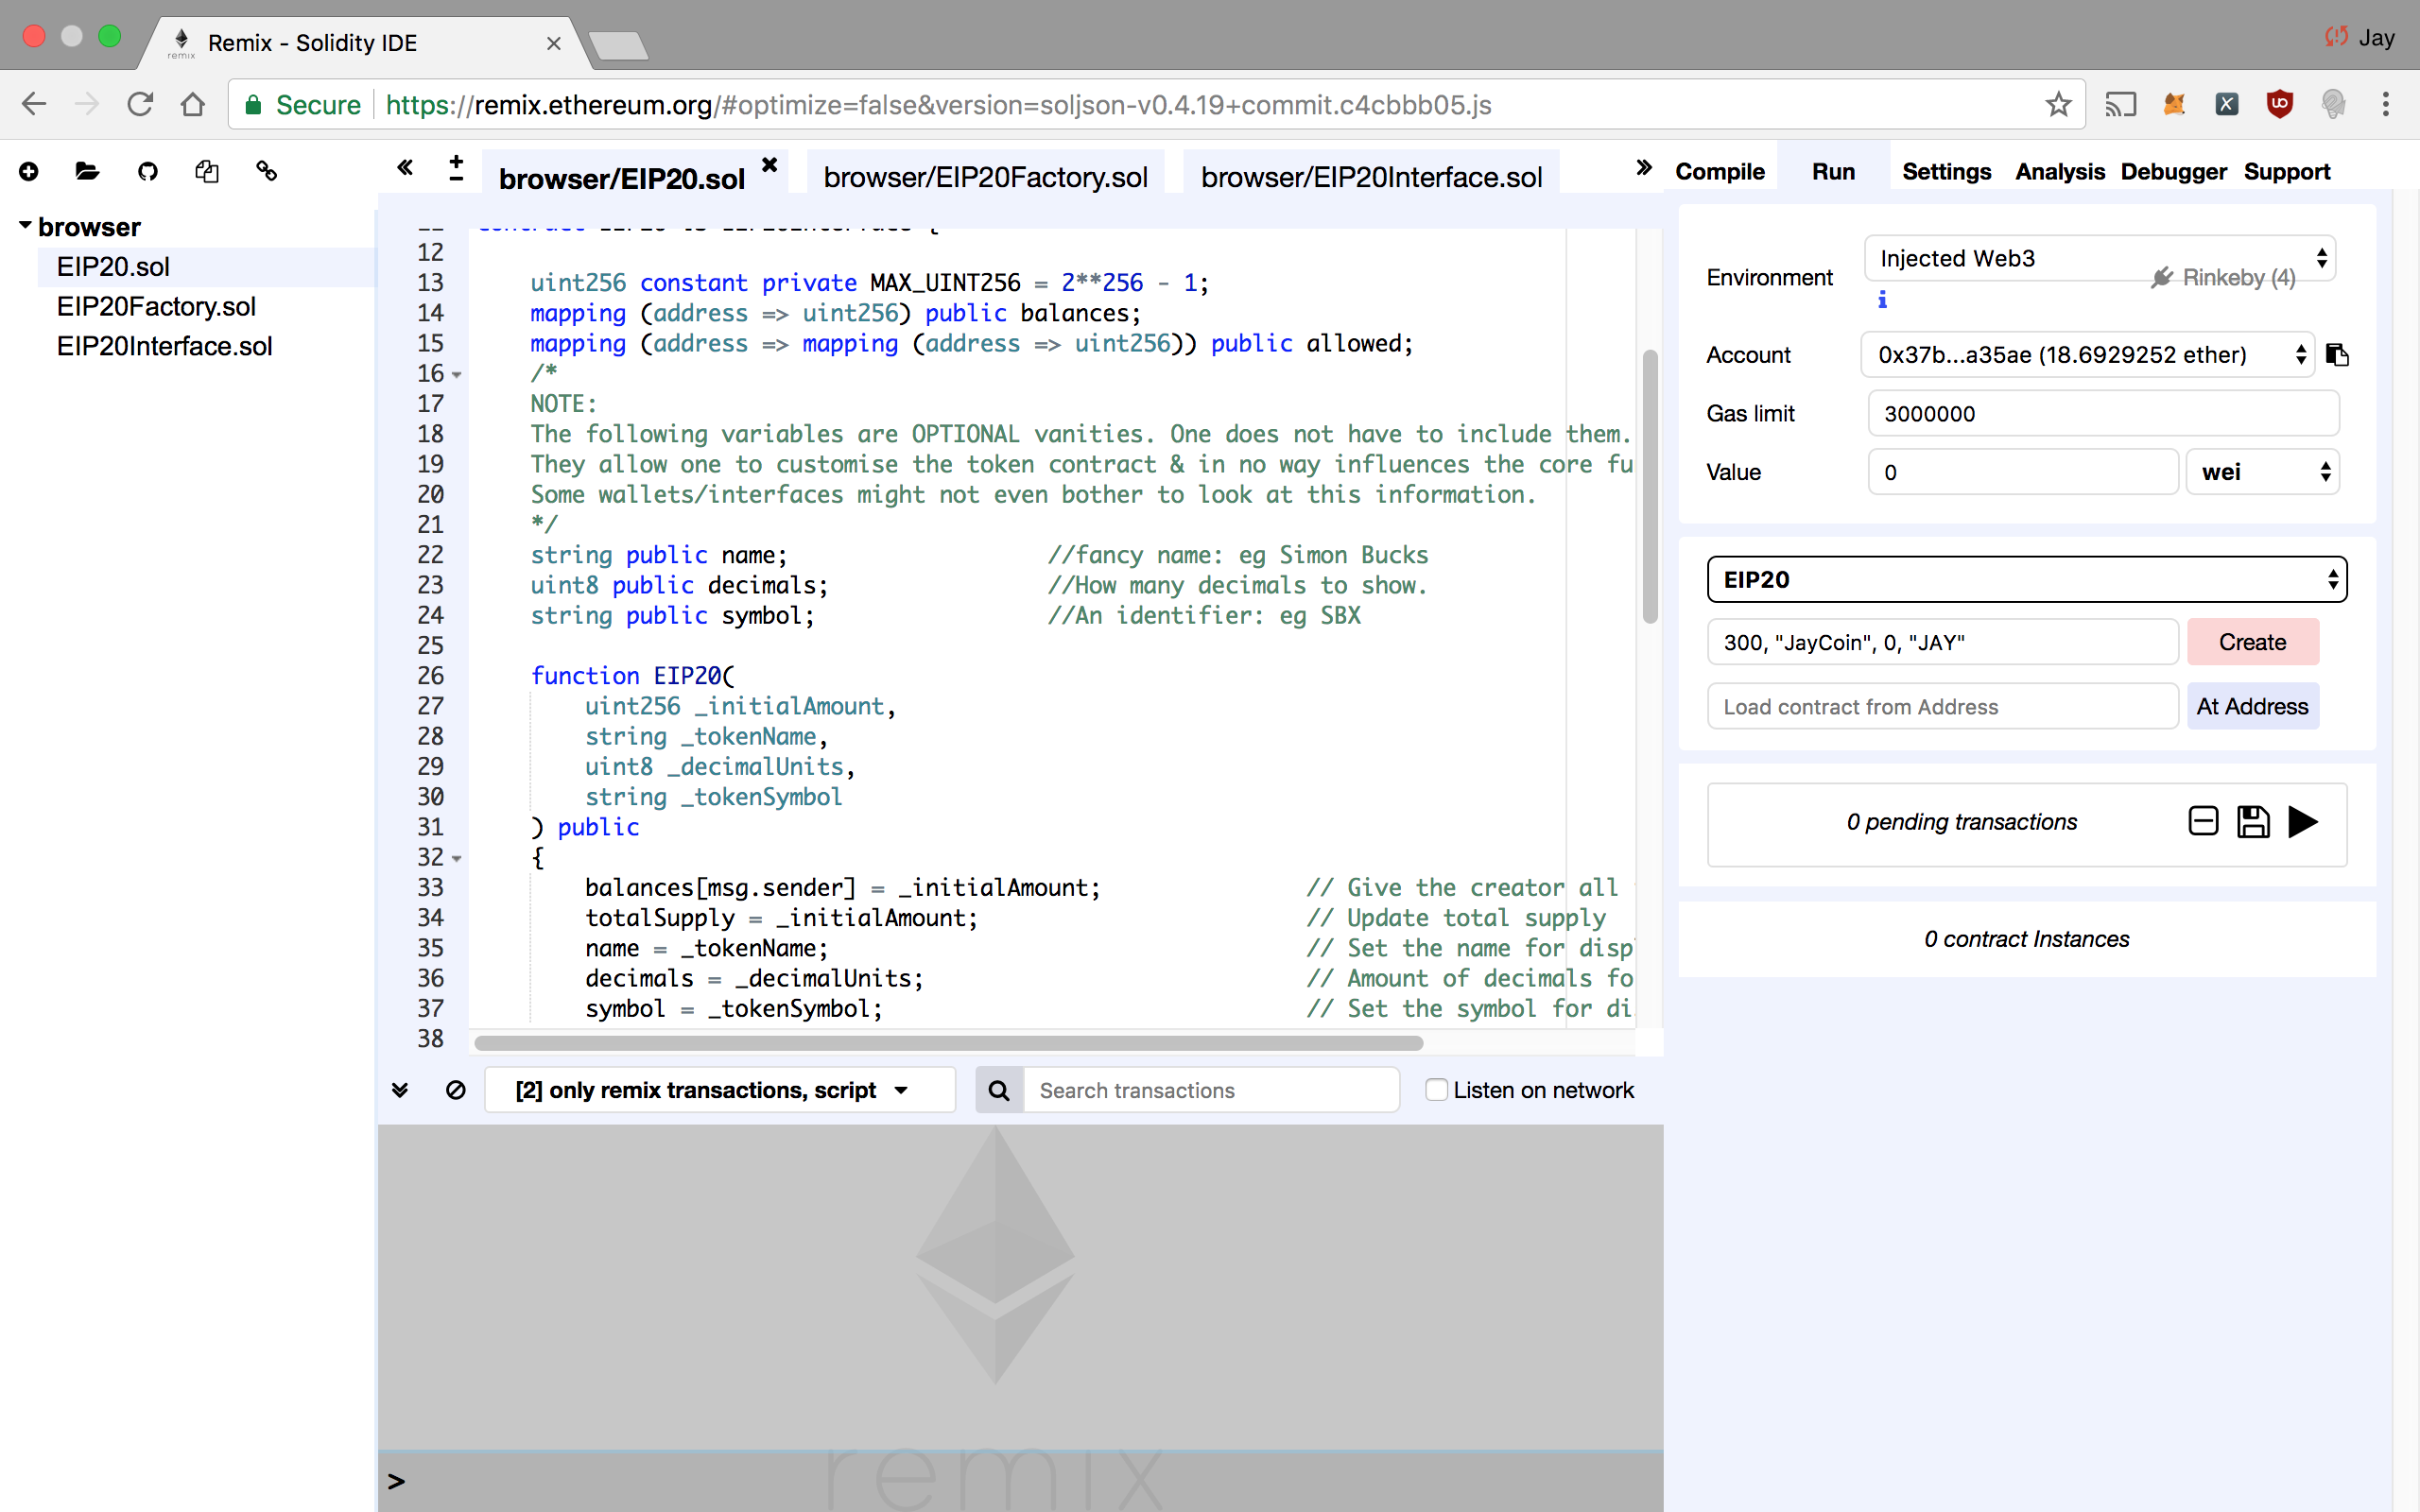 Remix - Solidity IDE
remix
Jay
Secure https://remix.ethereum.org/#optimize=false&version=soljson-v0.4.19+commit.c4cbbb05.js
browser
EIP20.sol
EIP20Factory.sol
EIP20Interface.sol
browser/EIP20.sol browser/EIP20Factory.sol browser/EIP20Interface.sol
12
13 uint256 constant private MAX_UINT256 = 2**256 - 1;
14 mapping (address => uint256) public balances;
15 mapping (address => mapping (address => uint256)) public allowed;
16 /*
17 NOTE:
18 The following variables are OPTIONAL vanities. One does not have to include them.
19 They allow one to customise the token contract & in no way influences the core fu
20 Some wallets/interfaces might not even bother to look at this information.
21 */
22 string public name; //fancy name: eg Simon Bucks
23 uint8 public decimals; //How many decimals to show.
24 string public symbol; //An identifier: eg SBX
25
26 function EIP20(
27 uint256 _initialAmount,
28 string _tokenName,
29 uint8 _decimalUnits,
30 string _tokenSymbol
31 ) public
32 {
33 balances[msg.sender] = _initialAmount; // Give the creator all
34 totalSupply = _initialAmount; // Update total supply
35 name = _tokenName; // Set the name for disp
36 decimals = _decimalUnits; // Amount of decimals fo
37 symbol = _tokenSymbol; // Set the symbol for di
38
[2] only remix transactions, script
Search transactions
Listen on network
remix
>
Compile Run Settings Analysis Debugger Support
Environment Injected Web3 Rinkeby (4)
Account 0x37b...a35ae (18.6929252 ether)
Gas limit 3000000
Value 0 wei
EIP20
300, "JayCoin", 0, "JAY" Create
Load contract from Address At Address
0 pending transactions
0 contract Instances